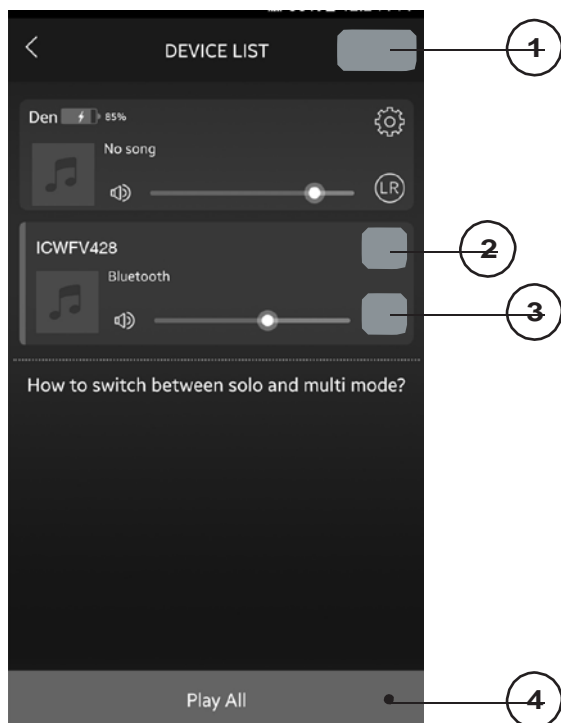 DEVICE LIST
1
Den 85%
No song
LR
ICWFV428
2
Bluetooth
3
How to switch between solo and multi mode?
Play All
4